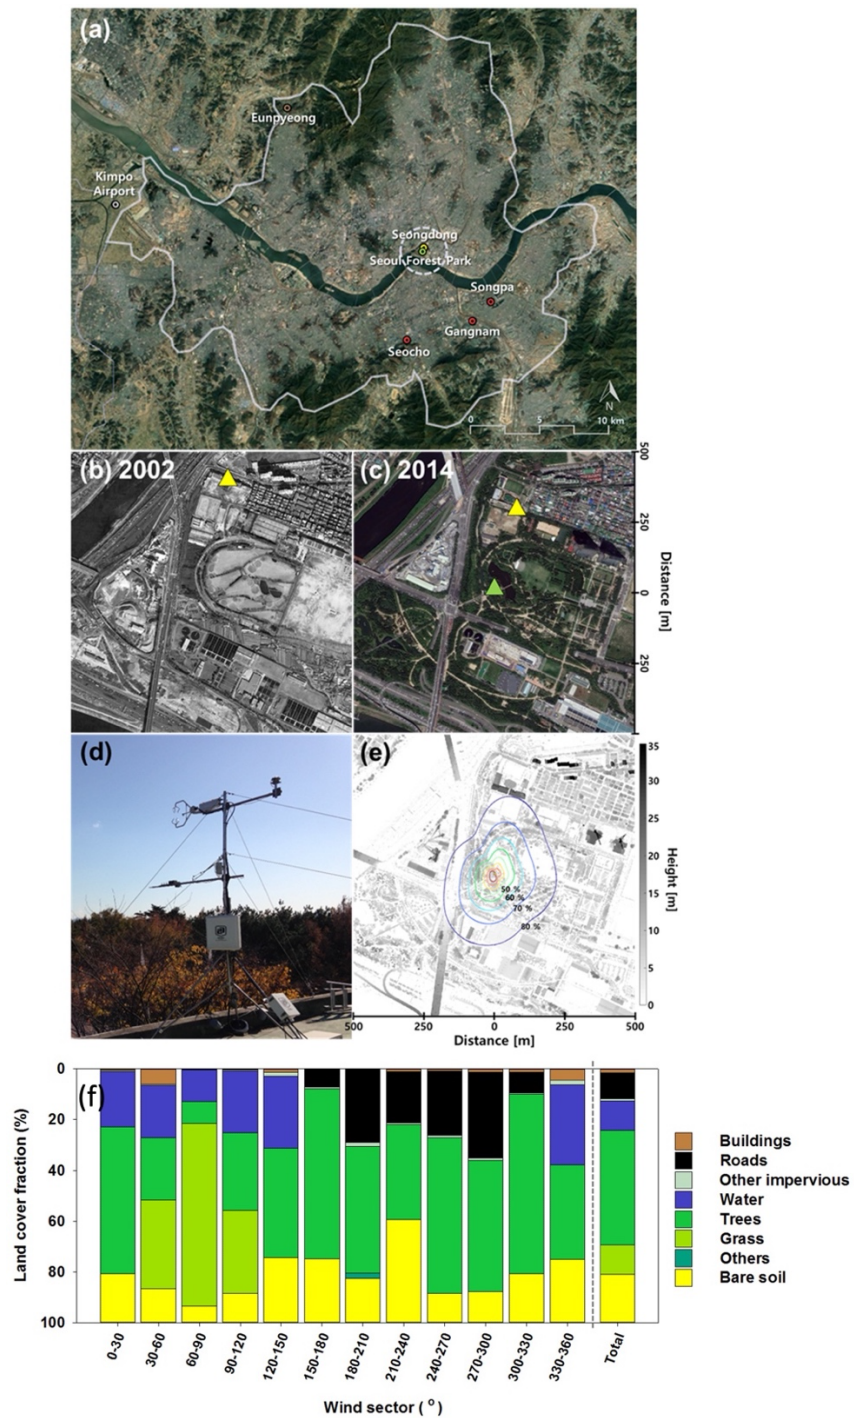 (a)
Eunpyeong
Kimpo
Airport
Seongdong
Seoul Forest Park
Songpa
Gangnam
Seocho
N
0 5 10 km
(b) 2002
(c) 2014
500
250
0
250
Distance [m]
(d)
(e)
50 %
60 %
70 %
80 %
35
30
25
20
15
10
5
0
Height [m]
500 250 0 250 500
Distance [m]
(f)
0
20
40
60
80
100
Land cover fraction (%)
0-30
30-60
60-90
90-120
120-150
150-180
180-210
210-240
240-270
270-300
300-330
330-360
Total
Wind sector ( o )
Buildings
Roads
Other impervious
Water
Trees
Grass
Others
Bare soil